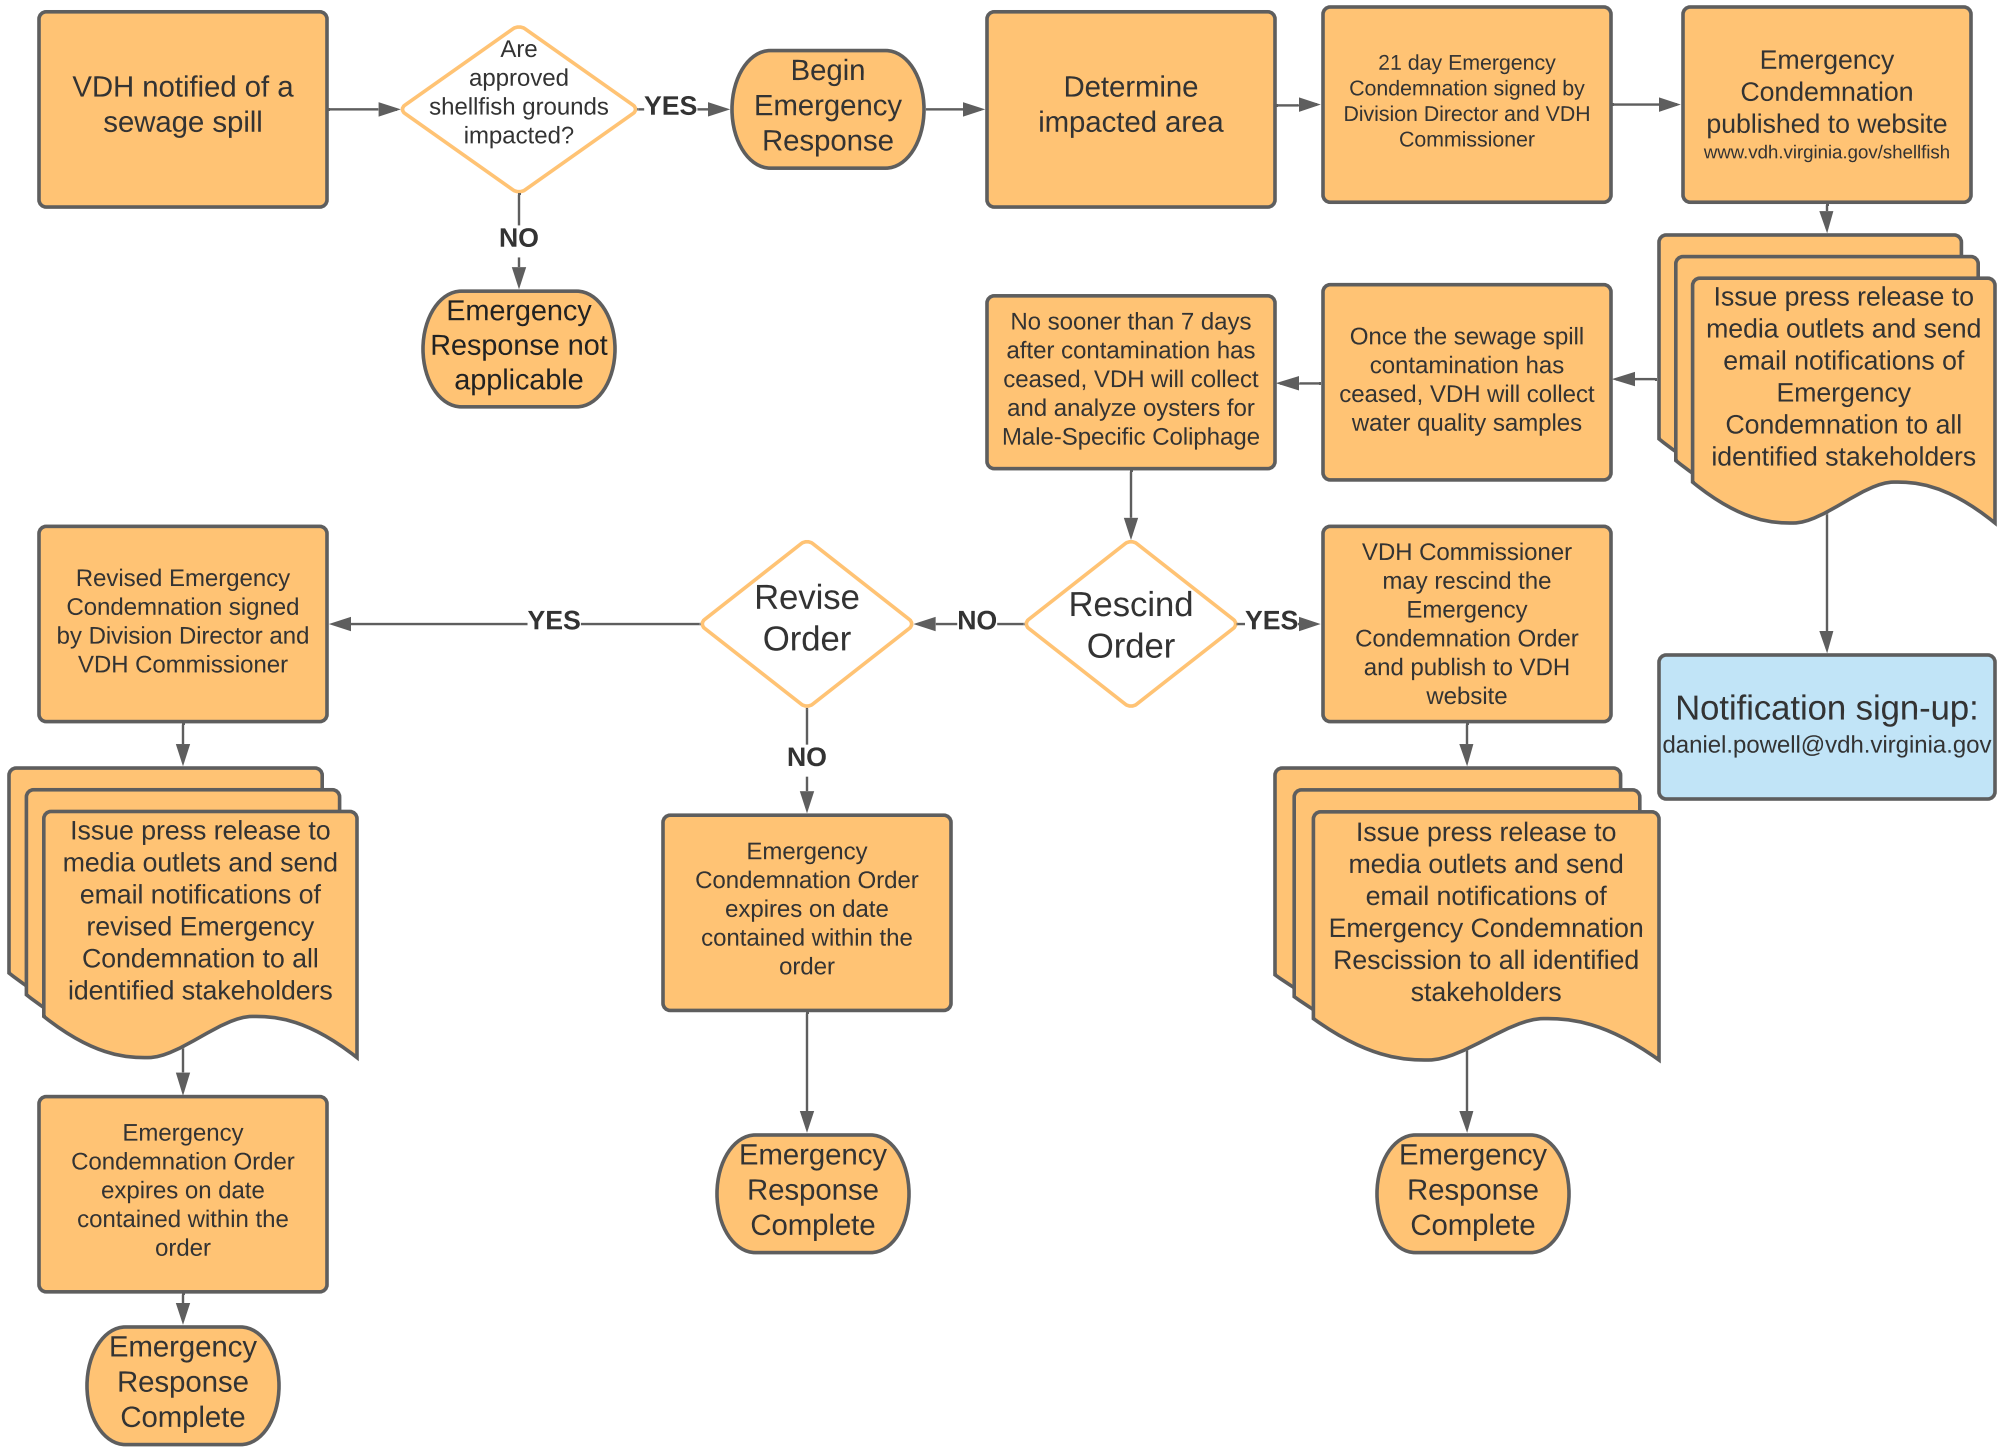 VDH notified of a
sewage spill
Are
approved
shellfish grounds
impacted?
YES
NO
Emergency
Response not
applicable
Begin
Emergency
Response
Determine
impacted area
21 day Emergency
Condemnation signed by
Division Director and VDH
Commissioner
Emergency
Condemnation
published to website
www.vdh.virginia.gov/shellfish
Issue press release to
media outlets and send
email notifications of
Emergency
Condemnation to all
identified stakeholders
Notification sign-up:
daniel.powell@vdh.virginia.gov
Once the sewage spill
contamination has
ceased, VDH will collect
water quality samples
No sooner than 7 days
after contamination has
ceased, VDH will collect
and analyze oysters for
Male-Specific Coliphage
Rescind
Order
YES
VDH Commissioner
may rescind the
Emergency
Condemnation Order
and publish to VDH
website
Issue press release to
media outlets and send
email notifications of
Emergency Condemnation
Rescission to all identified
stakeholders
Emergency
Response
Complete
NO
Revise
Order
NO
Emergency
Condemnation Order
expires on date
contained within the
order
Emergency
Response
Complete
YES
Revised Emergency
Condemnation signed
by Division Director and
VDH Commissioner
Issue press release to
media outlets and send
email notifications of
revised Emergency
Condemnation to all
identified stakeholders
Emergency
Condemnation Order
expires on date
contained within the
order
Emergency
Response
Complete